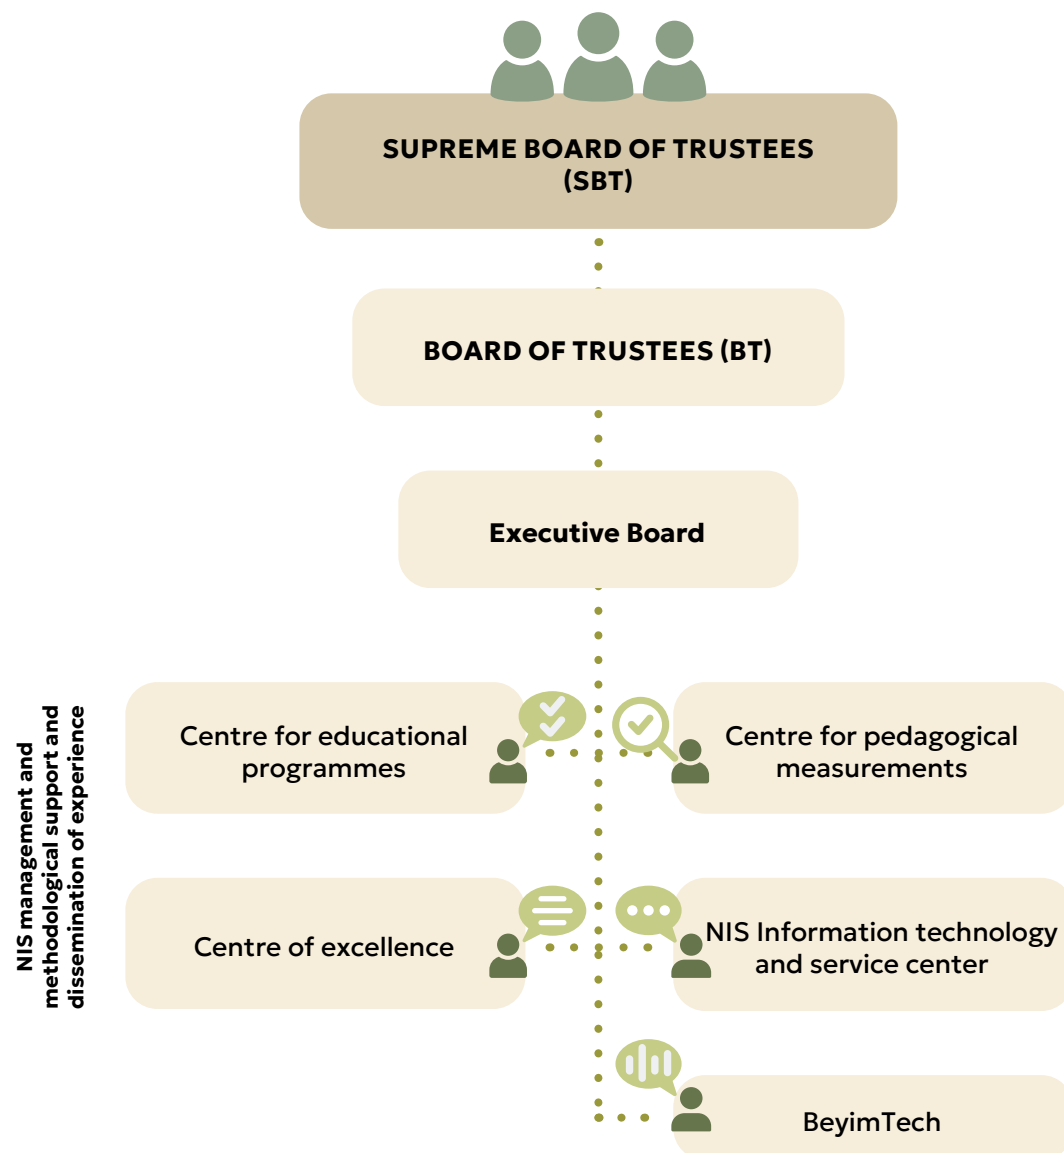 SUPREME BOARD OF TRUSTEES
(SBT)
BOARD OF TRUSTEES (BT)
Executive Board
NIS management and
methodological support and
dissemination of experience
Centre for educational
programmes
Centre for pedagogical
measurements
Centre of excellence
NIS Information technology
and service center
BeyimTech